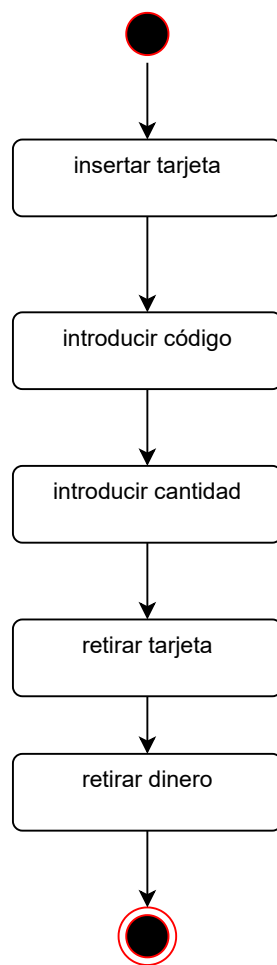 insertar tarjeta
introducir código
introducir cantidad
retirar tarjeta
retirar dinero